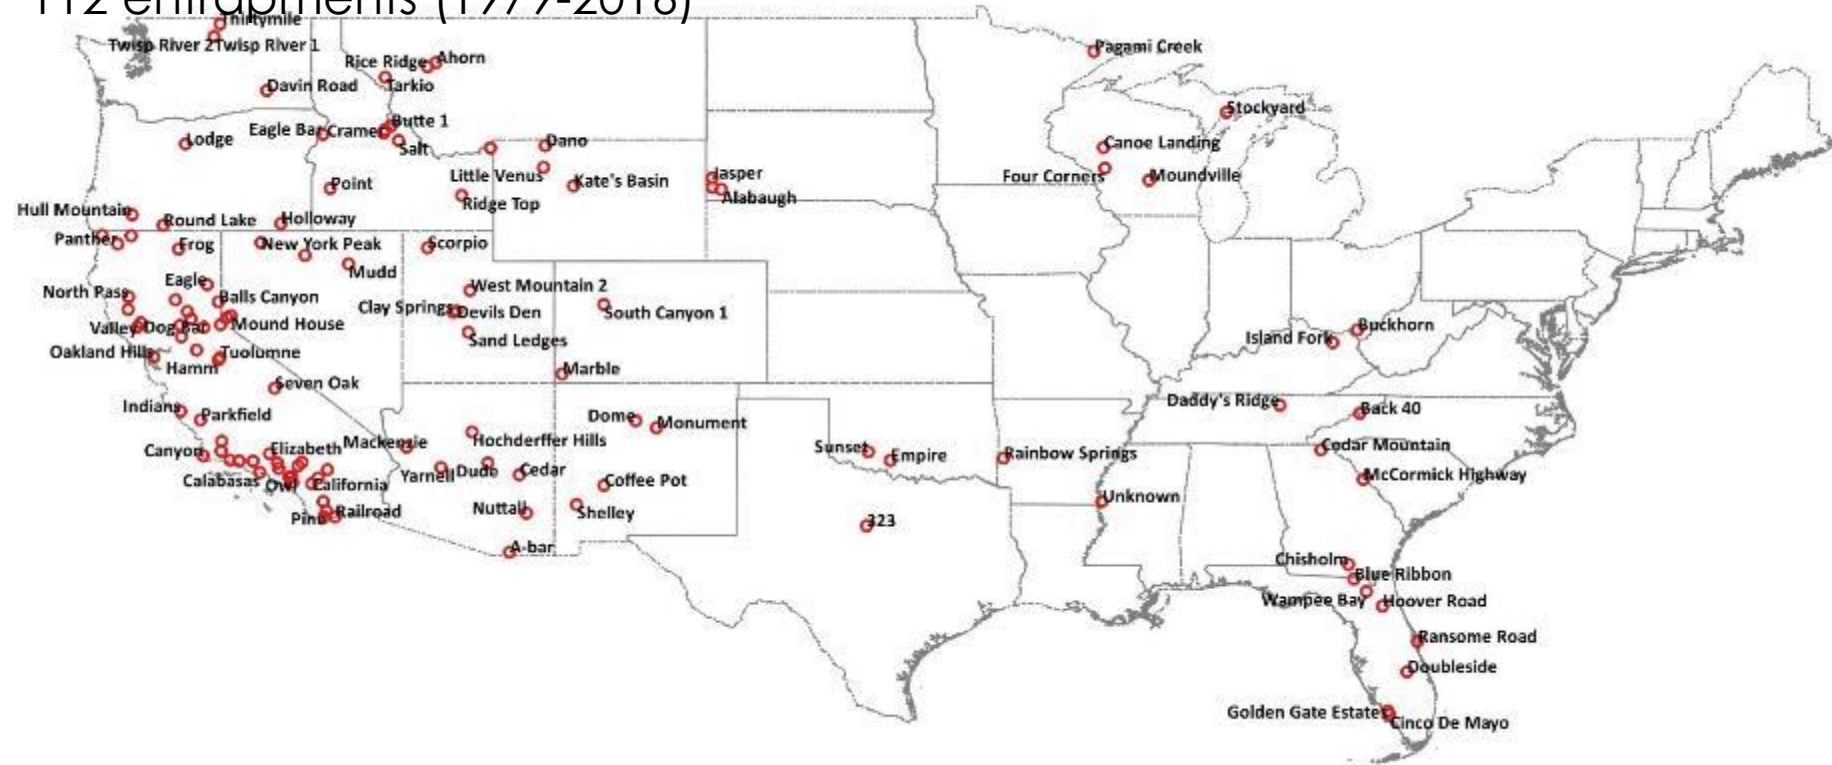 112 entrapments (1979-2018)
Thirtymile
Twisp River 2
Twisp River 1
Davin Road
Rice Ridge
Ahorn
Tarkio
Lodge
Eagle Bar
Cramer
Butte 1
Salt
Dano
Point
Little Venus
Kate's Basin
Ridge Top
Jasper
Alabaugh
Pagami Creek
Stockyard
Canoe Landing
Four Corners
Moundville
Hull Mountain
Round Lake
Holloway
Panther
Frog
New York Peak
Scorpio
Mudd
Eagle
North Pass
Balls Canyon
West Mountain 2
Clay Springs
Devils Den
South Canyon 1
Valley
Dog Bar
Mound House
Sand Ledges
Oakland Hills
Tuolumne
Hamm
Marble
Seven Oak
Island Fork
Buckhorn
Indians
Parkfield
Dome
Monument
Daddy's Ridge
Back 40
Canyon
Elizabeth
Mackenzie
Hochderffer Hills
Sunset
Empire
Rainbow Springs
Cedar Mountain
Calabasas
Owl
California
Yarnell
Dude
Cedar
Coffee Pot
McCormick Highway
Pine
Railroad
Nuttall
Shelley
Unknown
323
A-bar
Chisholm
Blue Ribbon
Wampee Bay
Hoover Road
Ransome Road
Doubleside
Golden Gate Estates
Cinco De Mayo